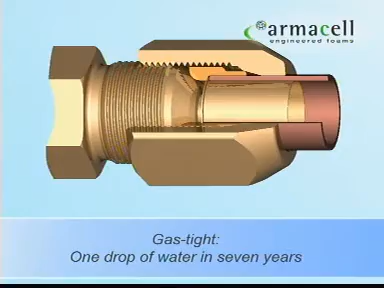 armacell
engineered foams
Gas-tight:
One drop of water in seven years